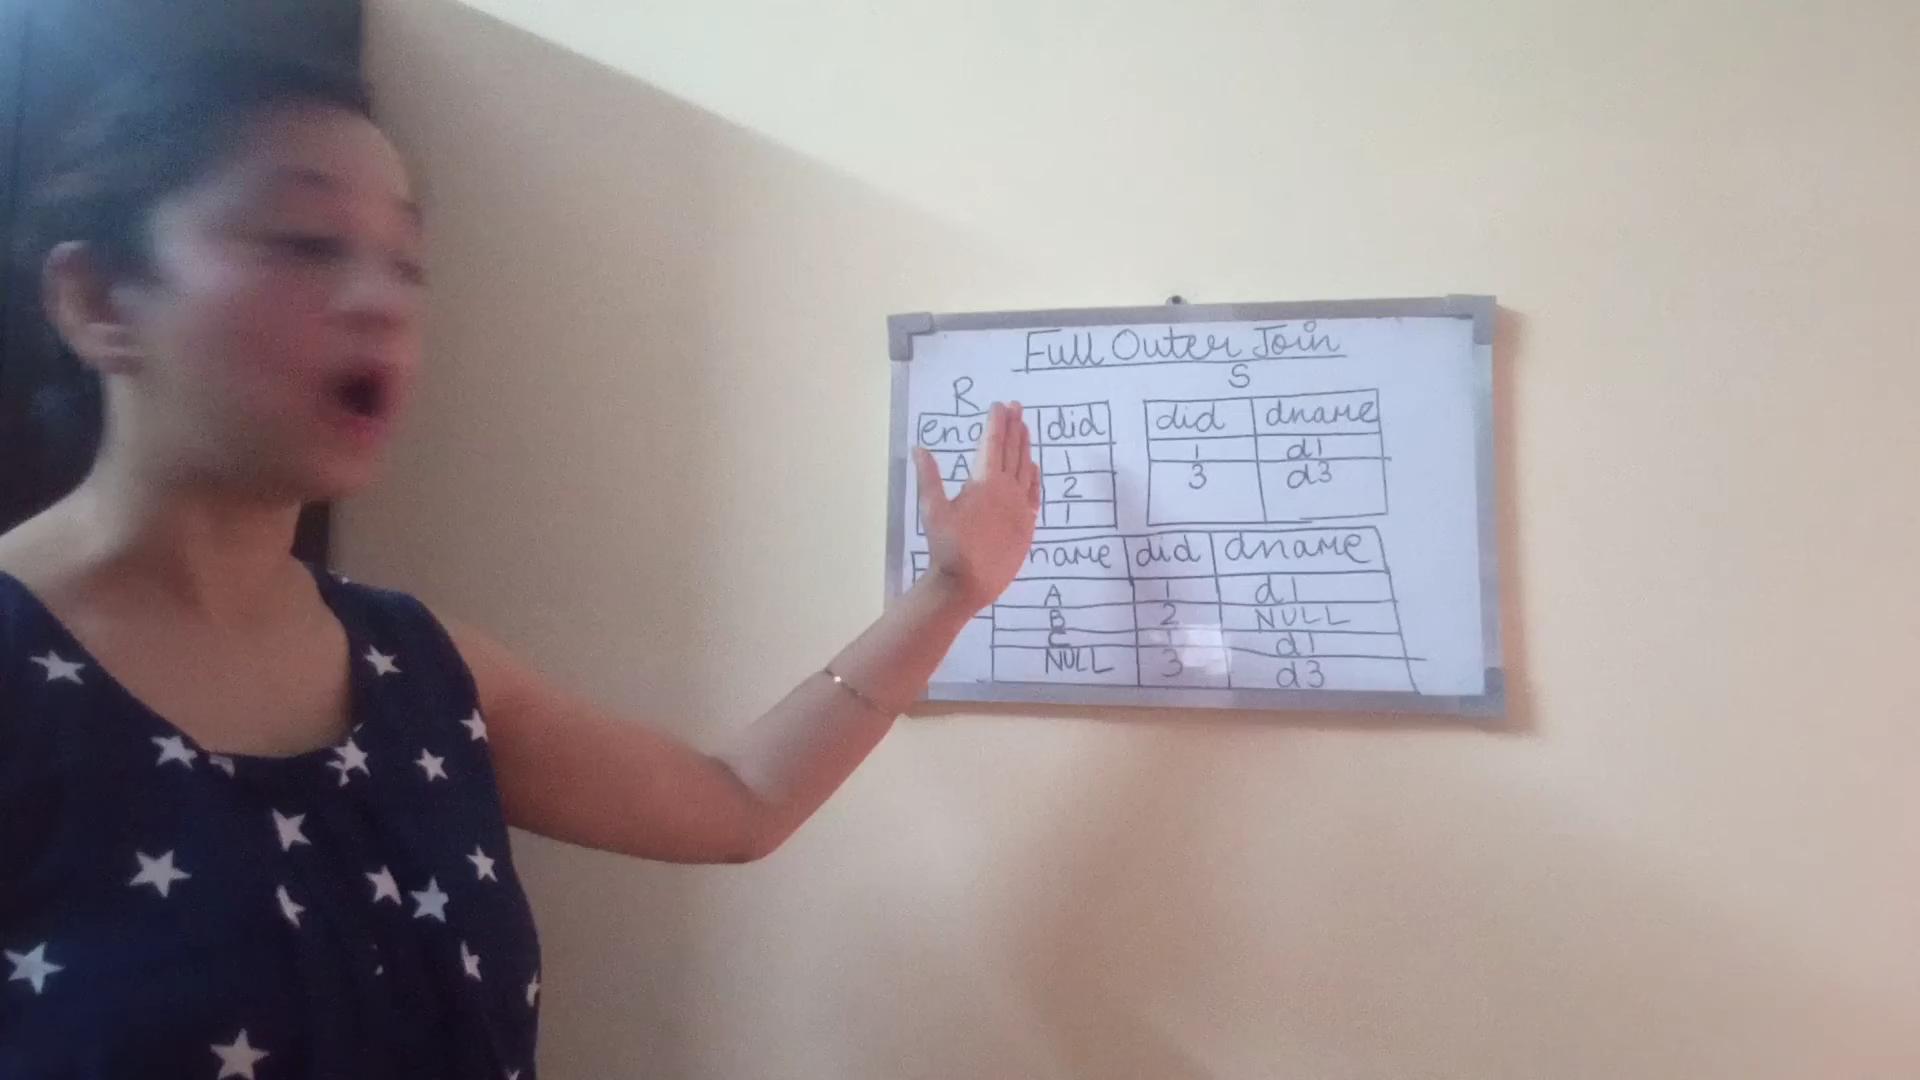 Full Outer Join
R S
did did dname
A 1 1 d1
2 3 d3
1
did dname
A 1 d1
B 2 NULL
C 1 d1
NULL 3 d3